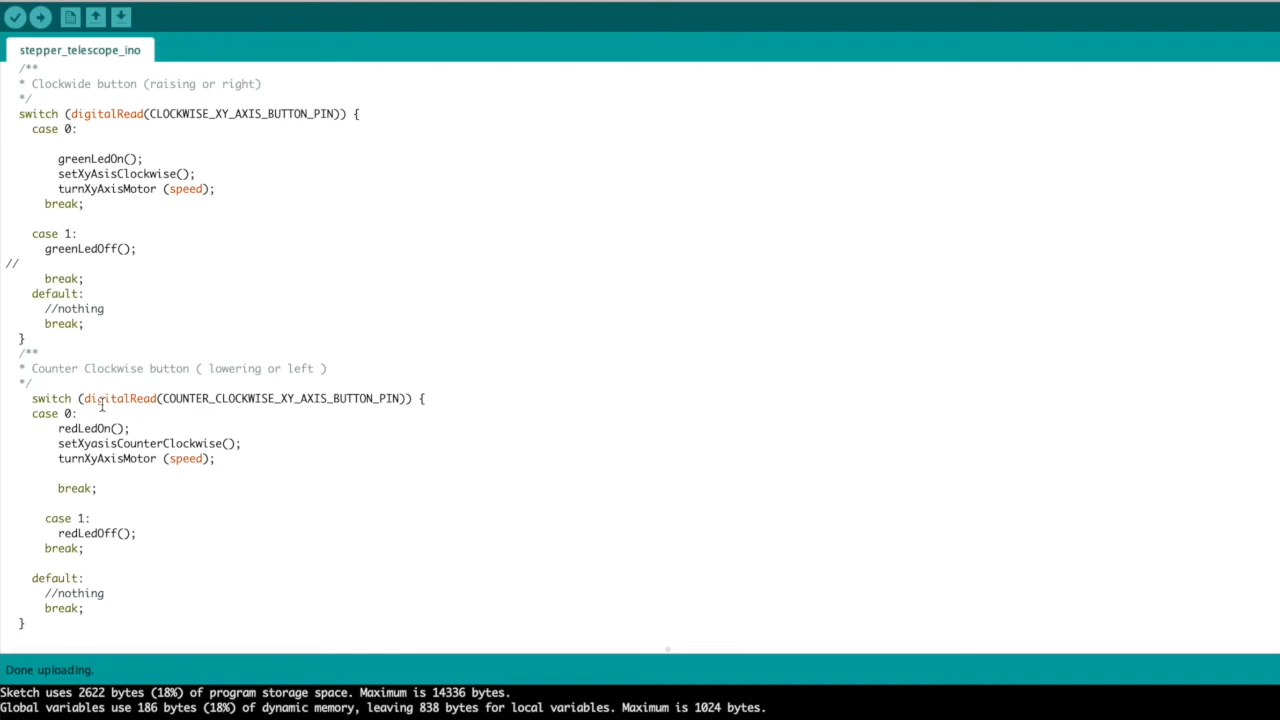 stepper_telescope_ino
/**
* Clockwide button (raising or right)
*/
switch (digitalRead(CLOCKWISE_XY_AXIS_BUTTON_PIN)) {
case 0:
greenLedOn();
setXyAsisClockwise();
turnXyAxisMotor (speed);
break;
case 1:
greenLedOff();
//
break;
default:
//nothing
break;
}
/**
* Counter Clockwise button ( lowering or left )
*/
switch (digitalRead(COUNTER_CLOCKWISE_XY_AXIS_BUTTON_PIN)) {
case 0:
redLedOn();
setXyasisCounterClockwise();
turnXyAxisMotor (speed);
break;
case 1:
redLedOff();
break;
default:
//nothing
break;
}
Done uploading.
Sketch uses 2622 bytes (18%) of program storage space. Maximum is 14336 bytes.
Global variables use 186 bytes (18%) of dynamic memory, leaving 838 bytes for local variables. Maximum is 1024 bytes.